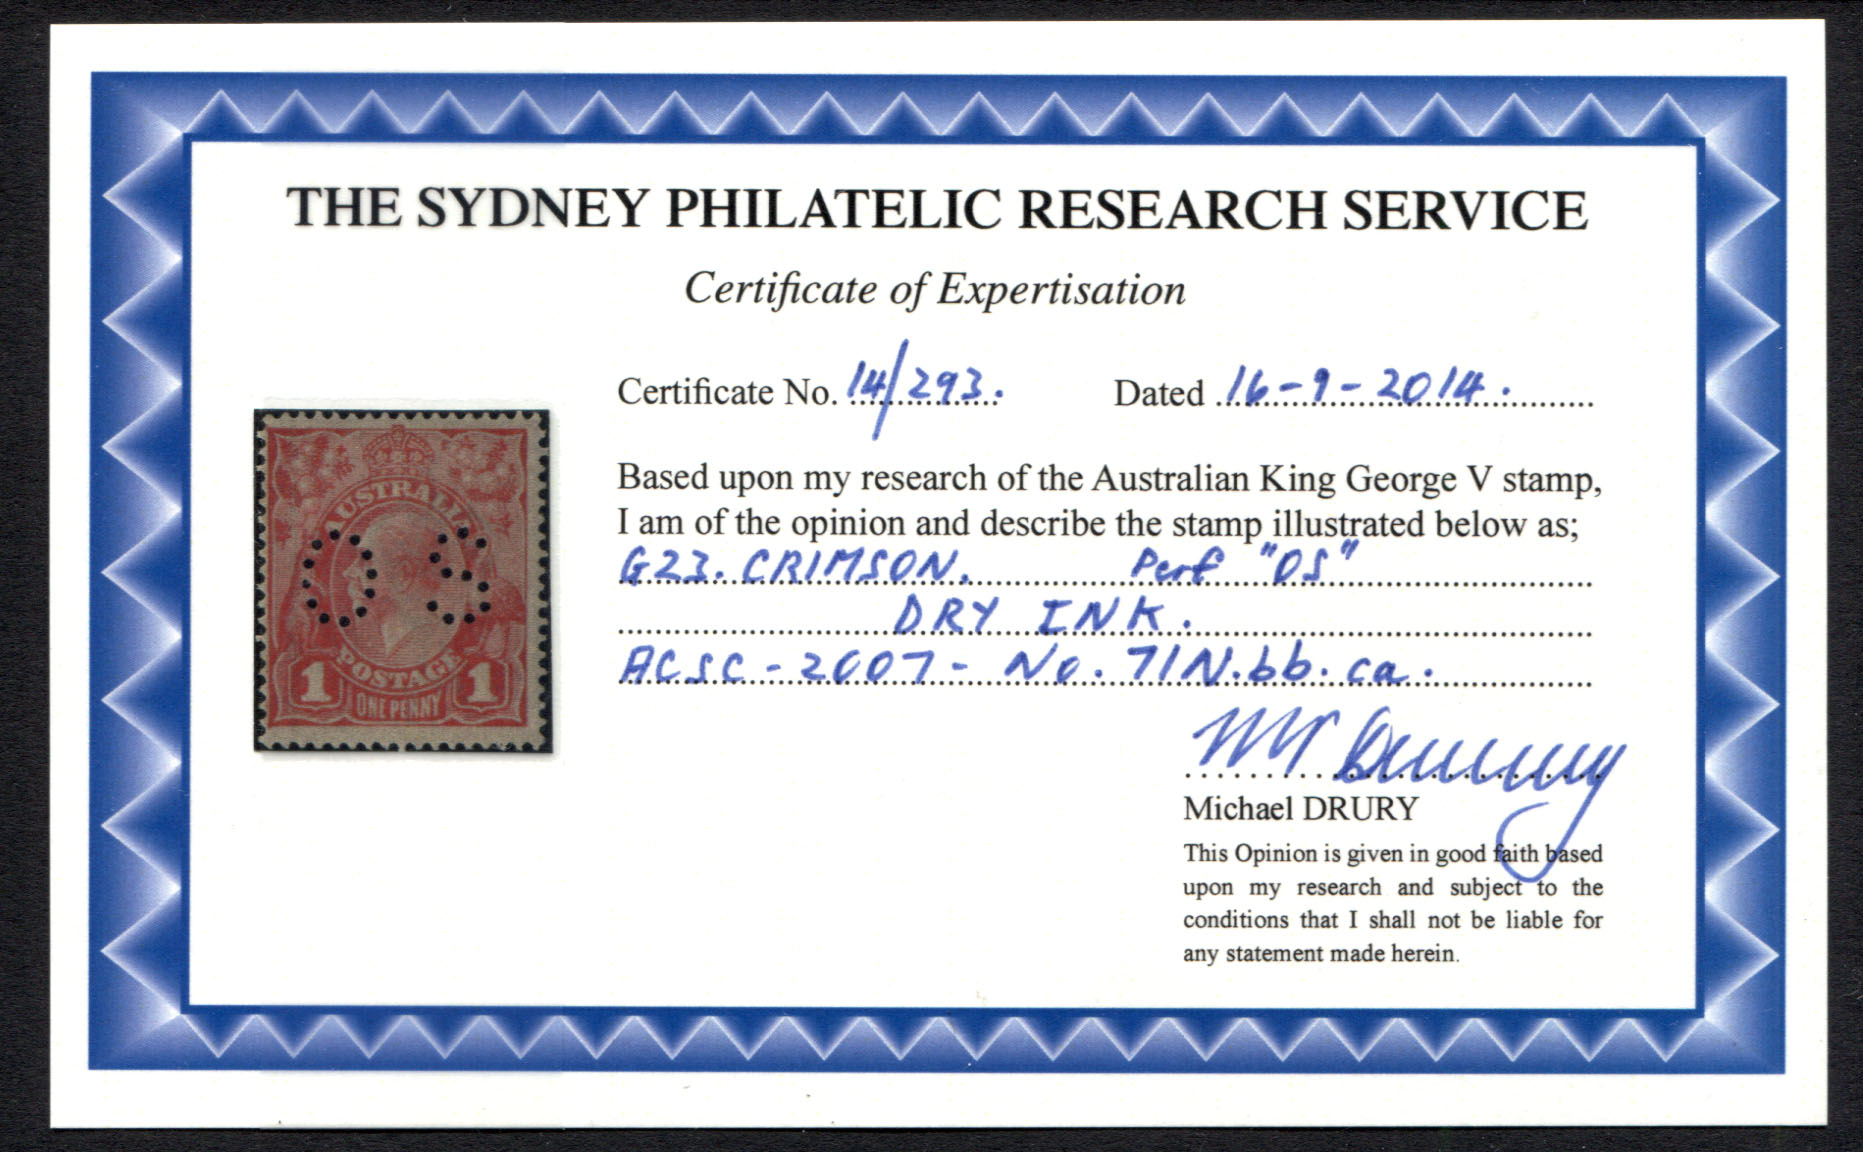 THE SYDNEY PHILATELIC RESEARCH SERVICE
Certificate of Expertisation
Certificate No. 14/293.
Dated 16-9-2014.
Based upon my research of the Australian King George V stamp,
I am of the opinion and describe the stamp illustrated below as;
G23. CRIMSON. Perf "OS"
DRY INK.
ACSC-2007- No. 71N.bb.ca.
Michael DRURY
This Opinion is given in good faith based
upon my research and subject to the
conditions that I shall not be liable for
any statement made herein.
AUSTRALIA
OS
POSTAGE
1 ONE PENNY 1